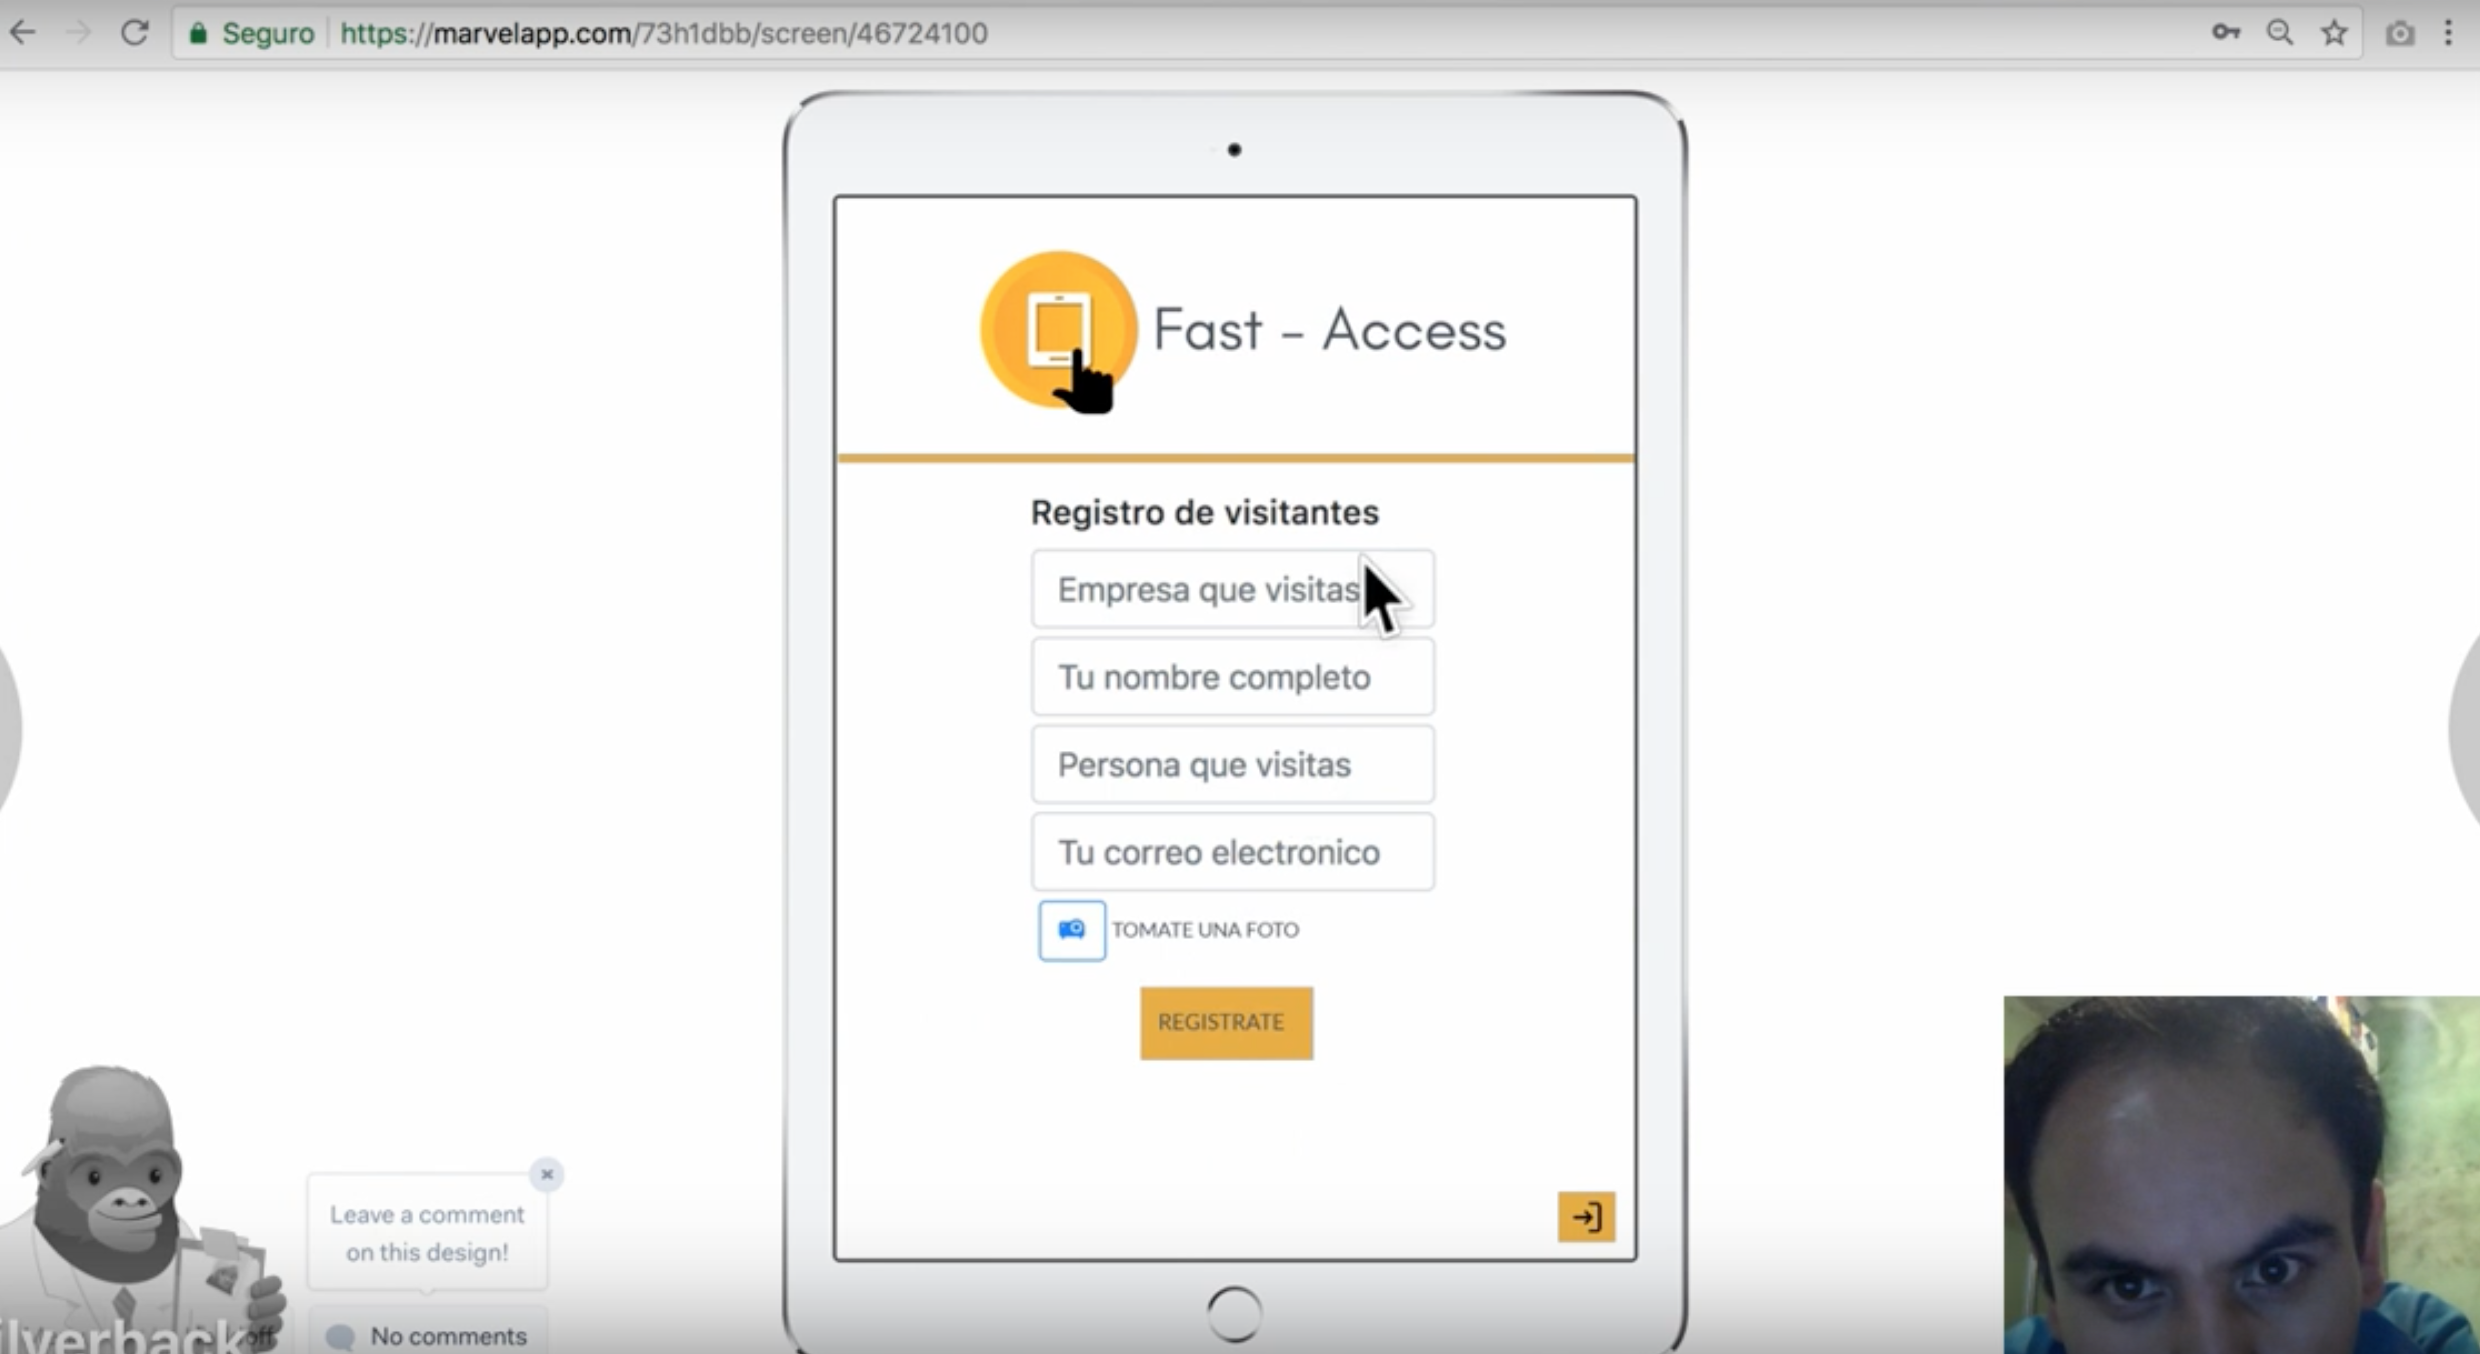 Seguro https://marvelapp.com/73h1dbb/screen/46724100
Fast - Access
Registro de visitantes
Empresa que visitas
Tu nombre completo
Persona que visitas
Tu correo electronico
TOMATE UNA FOTO
REGISTRATE
Leave a comment
on this design!
No comments